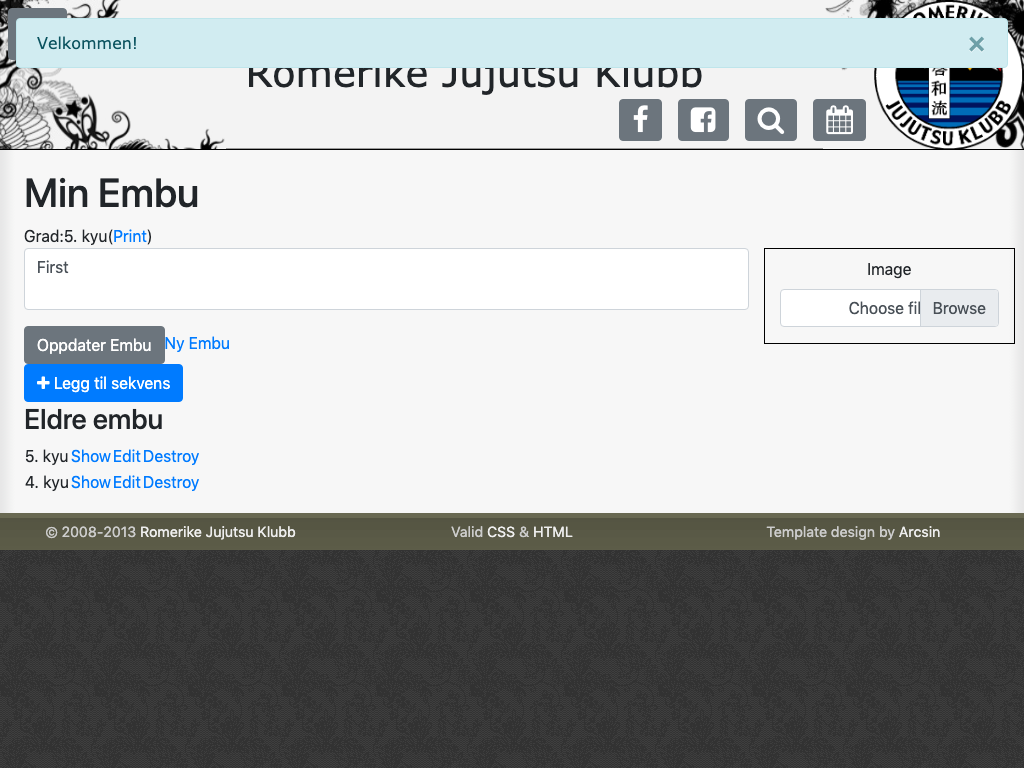 Velkommen!
×
Romerike Jujutsu Klubb
和
流
JUJUTSU KLUBB
Min Embu
Grad:5. kyu(Print)
First
Image
Choose fil
Browse
Oppdater Embu Ny Embu
Legg til sekvens
Eldre embu
5. kyu Show Edit Destroy
4. kyu Show Edit Destroy
© 2008-2013 Romerike Jujutsu Klubb
Valid CSS & HTML
Template design by Arcsin